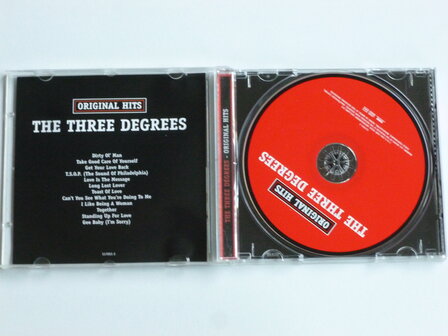 ORIGINAL HITS
THE THREE DEGREES
Dirty Ol' Man
Take Good Care Of Yourself
Get Your Love Back
T.S.O.P. (The Sound Of Philadelphia)
Love Is The Message
Long Lost Lover
Toast Of Love
Can't You See What You're Doing To Me
I Like Being A Woman
Together
Standing Up For Love
Gee Baby (I'm Sorry)
THE THREE DEGREES - ORIGINAL HITS
ORIGINAL HITS
THE THREE DEGREES